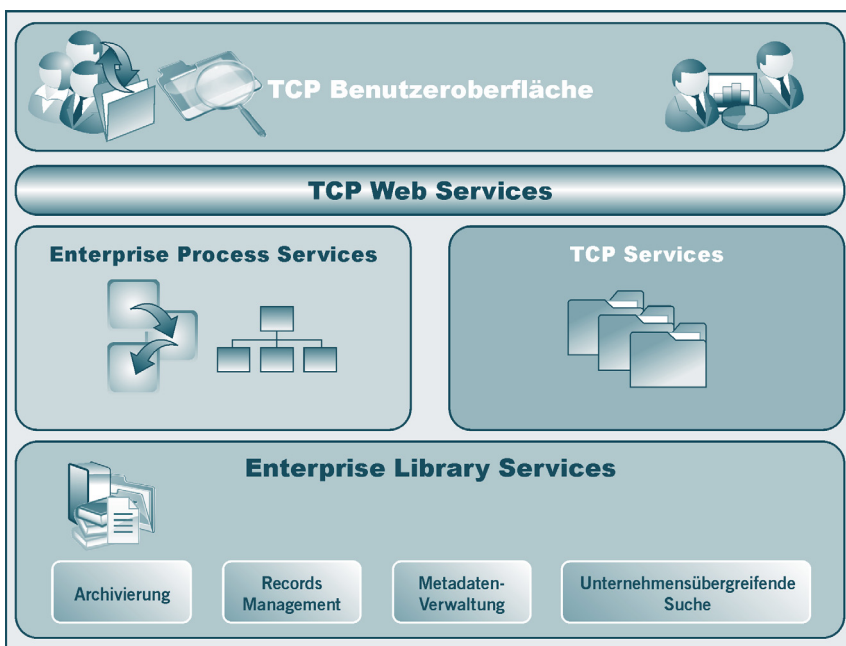 TCP Benutzeroberfläche
TCP Web Services
Enterprise Process Services
TCP Services
Enterprise Library Services
Archivierung
Records
Management
Metadaten-
Verwaltung
Unternehmensübergreifende
Suche